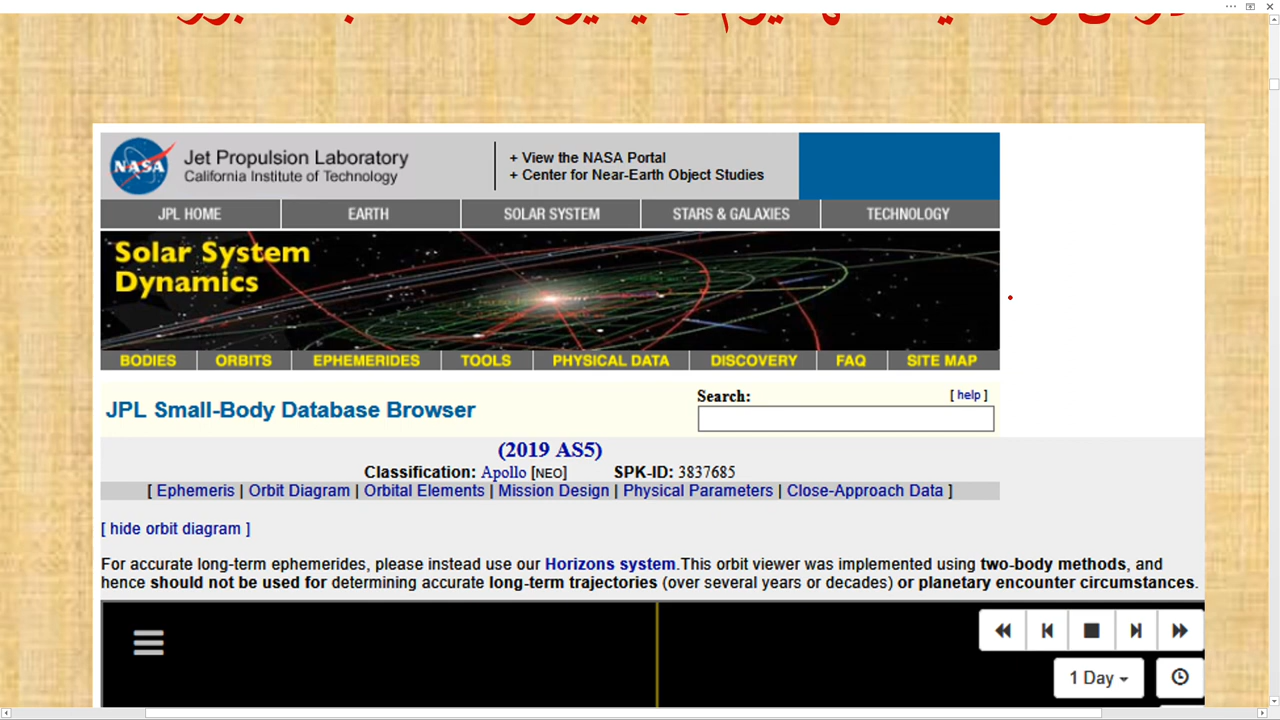 NASA
Jet Propulsion Laboratory
California Institute of Technology
+ View the NASA Portal
+ Center for Near-Earth Object Studies
JPL HOME EARTH SOLAR SYSTEM STARS & GALAXIES TECHNOLOGY
Solar System
Dynamics
BODIES ORBITS EPHEMERIDES TOOLS PHYSICAL DATA DISCOVERY FAQ SITE MAP
JPL Small-Body Database Browser
Search: [ help ]
(2019 AS5)
Classification: Apollo [NEO] SPK-ID: 3837685
[ Ephemeris | Orbit Diagram | Orbital Elements | Mission Design | Physical Parameters | Close-Approach Data ]
[ hide orbit diagram ]
For accurate long-term ephemerides, please instead use our Horizons system.This orbit viewer was implemented using two-body methods, and
hence should not be used for determining accurate long-term trajectories (over several years or decades) or planetary encounter circumstances.
1 Day